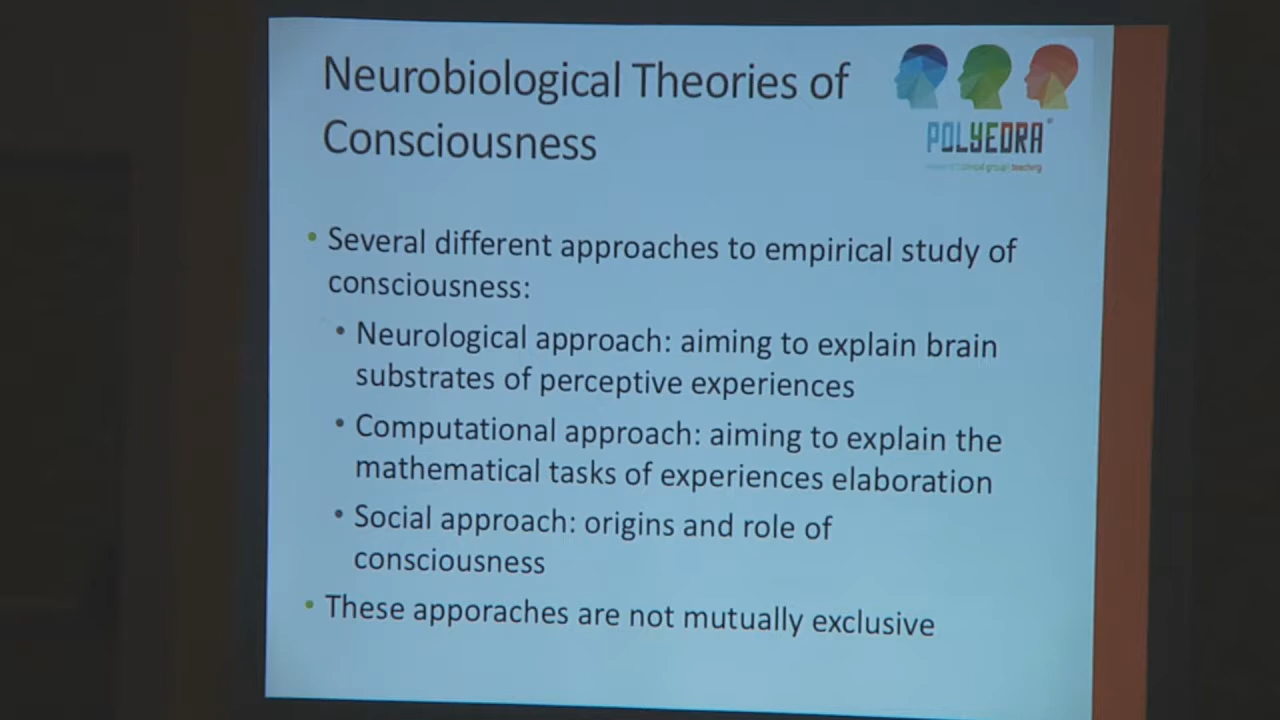 Neurobiological Theories of
Consciousness
POLYEDRA
teaching
• Several different approaches to empirical study of
consciousness:
• Neurological approach: aiming to explain brain
substrates of perceptive experiences
• Computational approach: aiming to explain the
mathematical tasks of experiences elaboration
• Social approach: origins and role of
consciousness
• These apporaches are not mutually exclusive